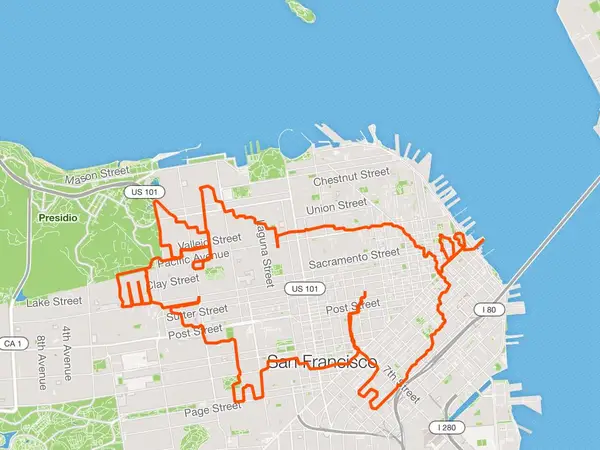 Chestnut Street
Mason Street
US 101
Union Street
Presidio
Laguna Street
Vallejo Street
Pacific Avenue
Sacramento Street
Clay Street
US 101
Lake Street
Sutter Street
Post Street
I 80
Post Street
CA 1
8th Avenue
4th Avenue
San Francisco
7th Street
Page Street
I 280